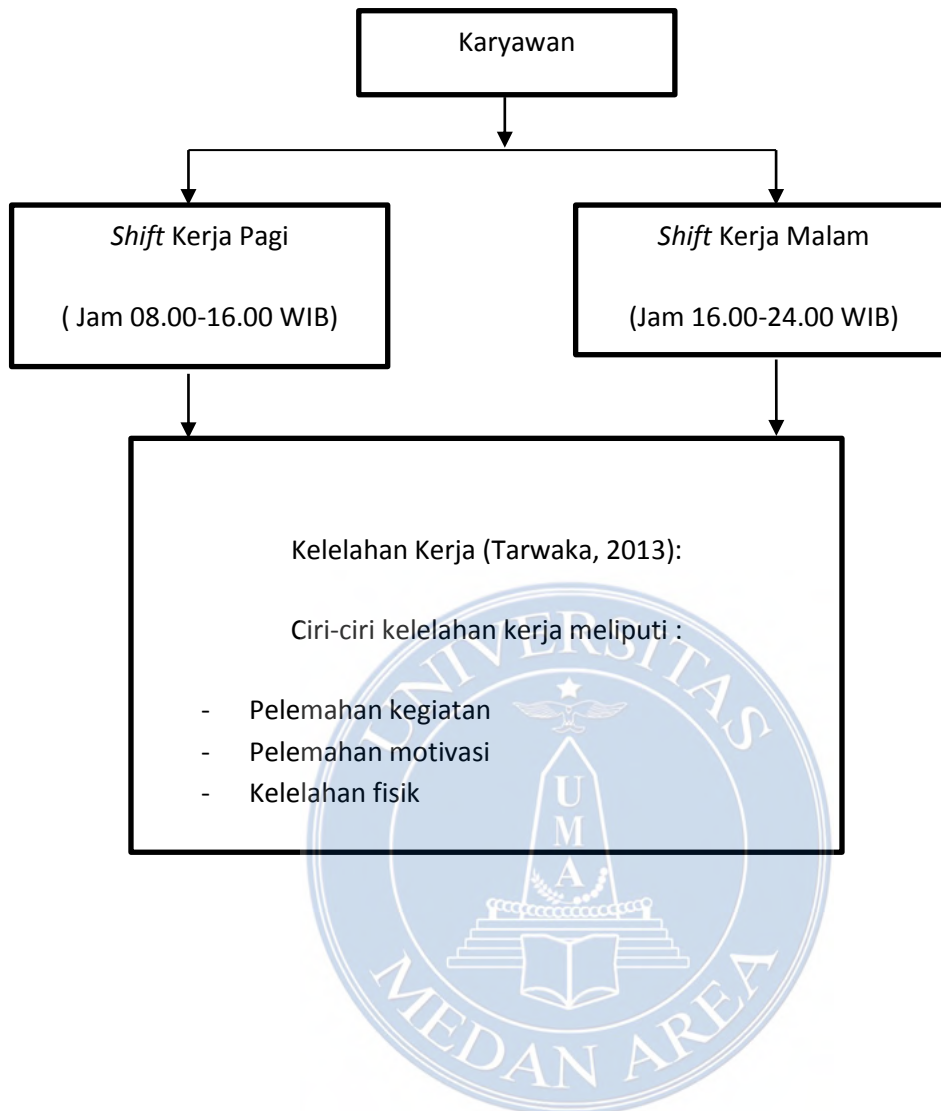 Karyawan
Shift Kerja Pagi
( Jam 08.00-16.00 WIB)
Shift Kerja Malam
(Jam 16.00-24.00 WIB)
Kelelahan Kerja (Tarwaka, 2013):
Ciri-ciri kelelahan kerja meliputi :
- Pelemahan kegiatan
- Pelemahan motivasi
- Kelelahan fisik
UNIVERSITAS
U
M
A
MEDAN AREA